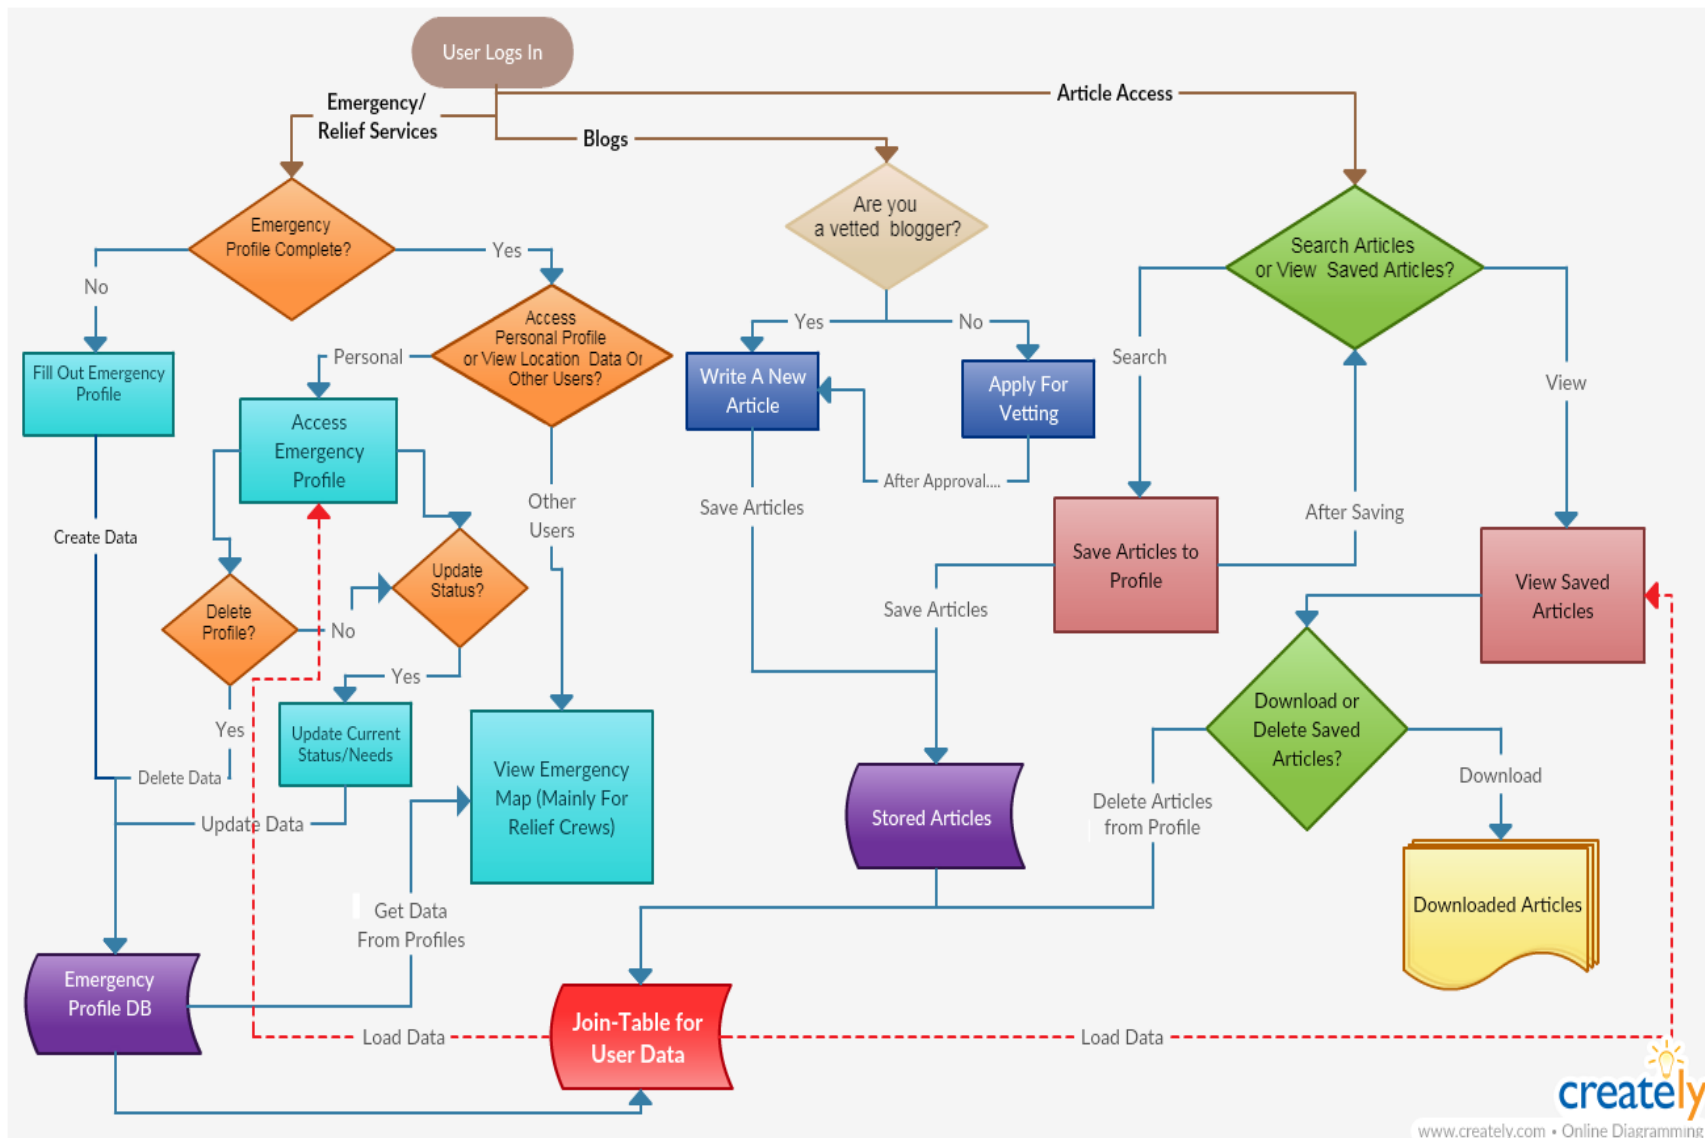 User Logs In
Emergency/
Relief Services
Article Access
Blogs
Emergency
Profile Complete?
Are you
a vetted blogger?
Search Articles
or View Saved Articles?
No
Yes
Access
Personal Profile
or View Location Data Or
Other Users?
Personal
Yes
No
Search
View
Fill Out Emergency
Profile
Access
Emergency
Profile
Write A New
Article
Apply For
Vetting
After Approval....
Other
Users
Save Articles
After Saving
Create Data
Save Articles to
Profile
View Saved
Articles
Update
Status?
Delete
Profile?
No
Save Articles
Yes
Yes
Update Current
Status/Needs
Download or
Delete Saved
Articles?
Delete Data
View Emergency
Map (Mainly For
Relief Crews)
Download
Update Data
Stored Articles
Delete Articles
from Profile
Get Data
From Profiles
Downloaded Articles
Emergency
Profile DB
Join-Table for
User Data
Load Data
Load Data
creately
www.creately.com • Online Diagramming